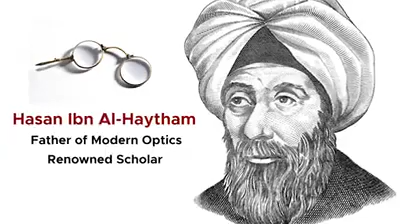 Hasan Ibn Al-Haytham
Father of Modern Optics
Renowned Scholar